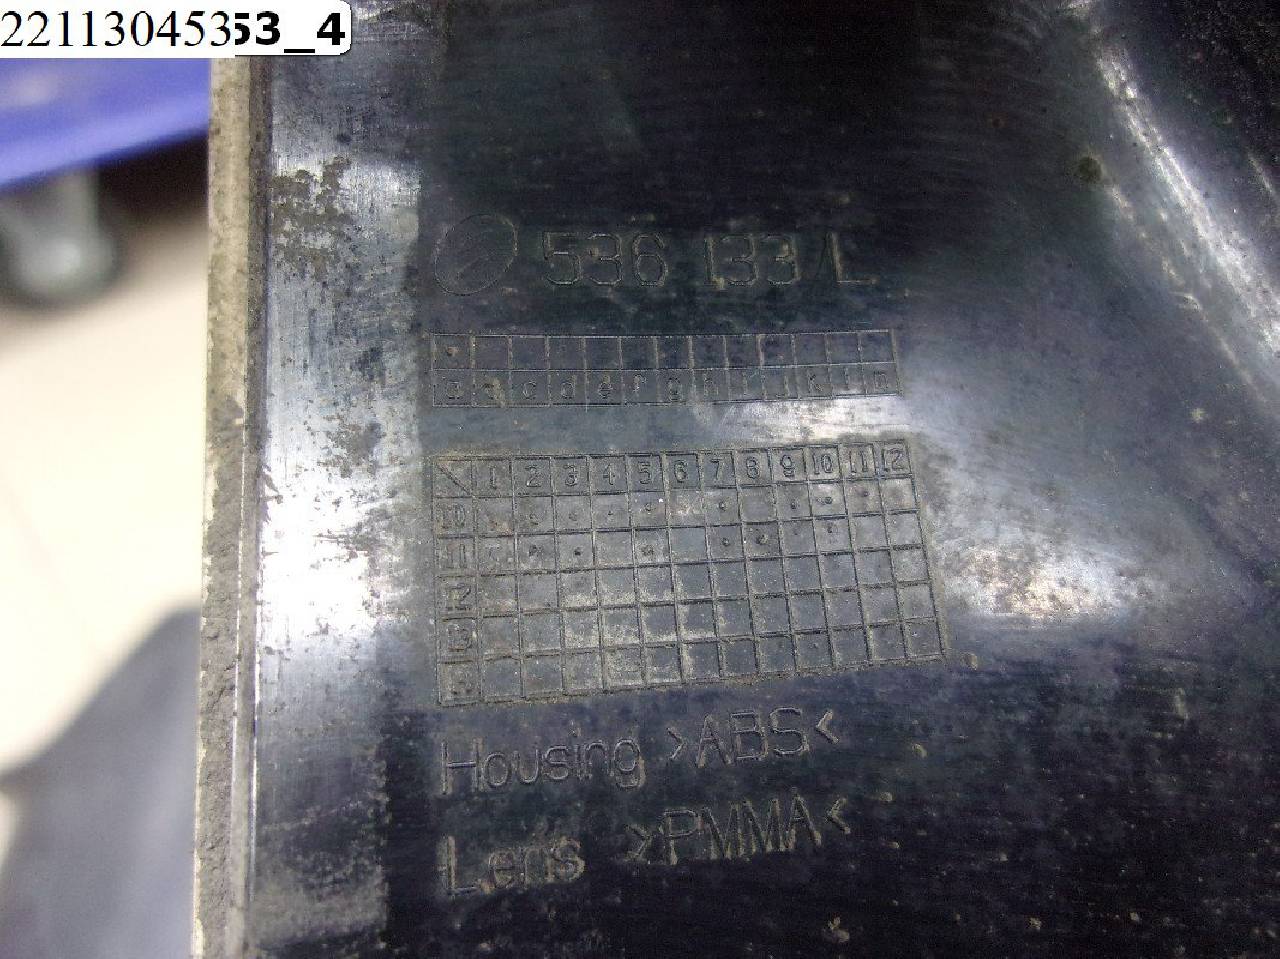 22113045353_4
536 133/L
a c d e f g h i j k l m
1 2 3 4 5 6 7 8 9 10 11 12
10
11
12
13
Housing >ABS<
Lens >PMMA<